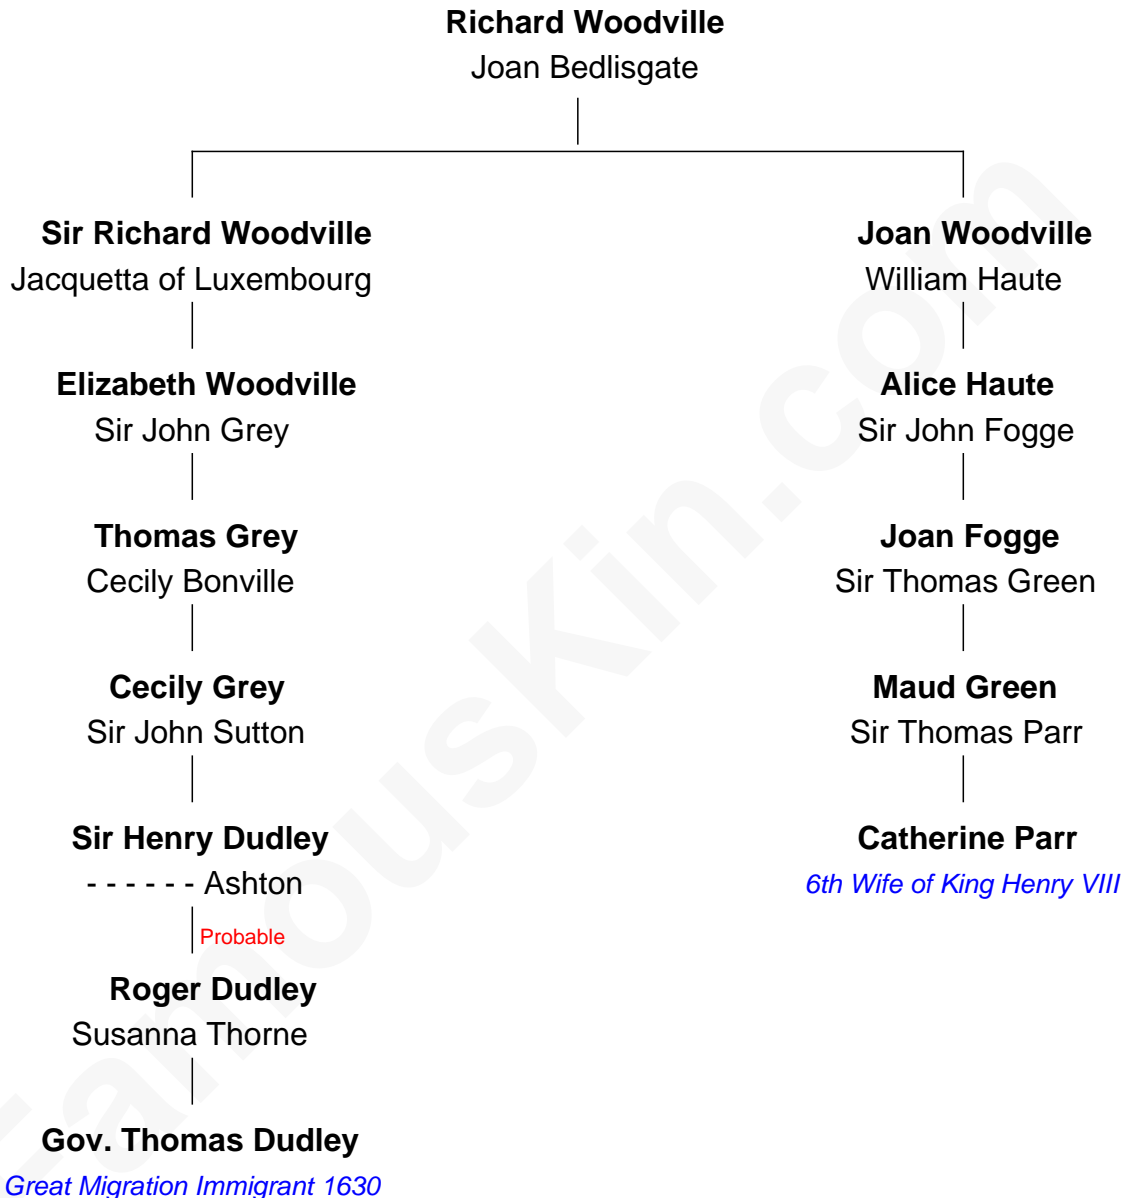 Richard Woodville
Joan Bedlisgate
Sir Richard Woodville
Jacquetta of Luxembourg
Joan Woodville
William Haute
Elizabeth Woodville
Sir John Grey
Alice Haute
Sir John Fogge
Thomas Grey
Cecily Bonville
Joan Fogge
Sir Thomas Green
Cecily Grey
Sir John Sutton
Maud Green
Sir Thomas Parr
Sir Henry Dudley
- - - - - - Ashton
Catherine Parr
6th Wife of King Henry VIII
Probable
Roger Dudley
Susanna Thorne
Gov. Thomas Dudley
Great Migration Immigrant 1630
FamousKin.com